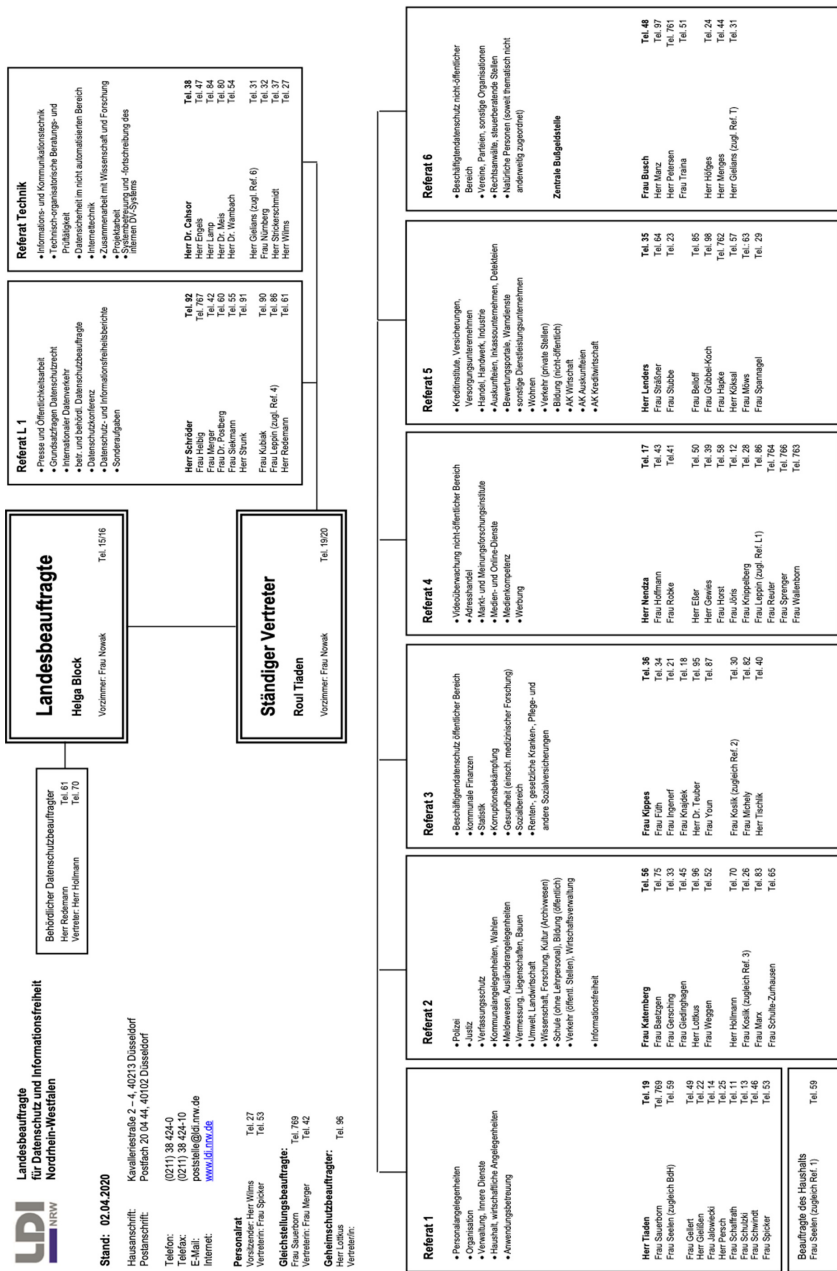 LDI
NRW
Landesbeauftragte
für Datenschutz und Informationsfreiheit
Nordrhein-Westfalen
Stand: 02.04.2020
Hausanschrift: Kavalleriestraße 2 – 4, 40213 Düsseldorf
Postanschrift: Postfach 20 04 44, 40102 Düsseldorf
Telefon: (0211) 38 424-0
Telefax: (0211) 38 424-10
E-Mail: poststelle@ldi.nrw.de
Internet: www.ldi.nrw.de
Personalrat
Vorsitzender: Herr Wilms Tel. 27
Vertreterin: Frau Spicker Tel. 53
Gleichstellungsbeauftragte:
Frau Sauerborn Tel. 769
Vertreterin: Frau Merger Tel. 42
Geheimschutzbeauftragter:
Herr Lottkus Tel. 96
Vertreter/in:
Behördlicher Datenschutzbeauftragter
Herr Redemann Tel. 61
Vertreter: Herr Hollmann Tel. 70
Landesbeauftragte
Helga Block
Vorzimmer: Frau Nowak Tel. 15/16
Ständiger Vertreter
Roul Tiaden
Vorzimmer: Frau Nowak Tel. 19/20
Referat L 1
• Presse und Öffentlichkeitsarbeit
• Grundsatzfragen Datenschutzrecht
• Internationaler Datenverkehr
• betr. und behördl. Datenschutzbeauftragte
• Datenschutzkonferenz
• Datenschutz- und Informationsfreiheitsberichte
• Sonderaufgaben
Herr Schröder Tel. 92
Frau Helbig Tel. 767
Frau Merger Tel. 42
Frau Dr. Postberg Tel. 60
Frau Siekmann Tel. 55
Herr Strunk Tel. 91
Frau Kubiak Tel. 90
Frau Leppin (zugl. Ref. 4) Tel. 86
Herr Redemann Tel. 61
Referat Technik
• Informations- und Kommunikationstechnik
• Technisch-organisatorische Beratungs- und
Prüftätigkeit
• Datensicherheit im nicht automatisierten Bereich
• Internettechnik
• Zusammenarbeit mit Wissenschaft und Forschung
• Projektarbeit
• Systembetreuung und -fortschreibung des
internen DV-Systems
Herr Dr. Cahsor Tel. 38
Herr Engels Tel. 47
Herr Lamp Tel. 84
Herr Dr. Meis Tel. 80
Herr Dr. Wambach Tel. 54
Herr Gielians (zugl. Ref. 6) Tel. 31
Frau Nürnberg Tel. 32
Herr Strickerschmidt Tel. 37
Herr Wilms Tel. 27
Referat 1
• Personalangelegenheiten
• Organisation
• Verwaltung, Innere Dienste
• Haushalt, wirtschaftliche Angelegenheiten
• Anwendungsbetreuung
Herr Tiaden Tel. 19
Frau Sauerborn Tel. 769
Frau Seelen (zugleich BdH) Tel. 59
Frau Gellert Tel. 49
Herr Gießen Tel. 22
Frau Jalowiecki Tel. 14
Herr Persch Tel. 25
Frau Schaffrath Tel. 11
Frau Schulzki Tel. 13
Frau Schwindt Tel. 46
Frau Spicker Tel. 53
Beauftragte des Haushalts
Frau Seelen (zugleich Ref. 1) Tel. 59
Referat 2
• Polizei
• Justiz
• Verfassungsschutz
• Kommunalangelegenheiten, Wahlen
• Meldewesen, Ausländerangelegenheiten
• Vermessung, Liegenschaften, Bauen
• Umwelt, Landwirtschaft
• Wissenschaft, Forschung, Kultur (Archivwesen)
• Schule (ohne Lehrpersonal), Bildung (öffentlich)
• Verkehr (öffentl. Stellen), Wirtschaftsverwaltung
• Informationsfreiheit
Frau Katernberg Tel. 56
Frau Baetzgen Tel. 75
Frau Gersching Tel. 33
Frau Giedinghagen Tel. 45
Herr Lottkus Tel. 96
Frau Weggen Tel. 52
Herr Hollmann Tel. 70
Frau Koslik (zugleich Ref. 3) Tel. 26
Frau Marx Tel. 83
Frau Schulte-Zurhausen Tel. 65
Referat 3
• Beschäftigtendatenschutz öffentlicher Bereich
• kommunale Finanzen
• Statistik
• Korruptionsbekämpfung
• Gesundheit (einschl. medizinischer Forschung)
• Sozialbereich
• Renten-, gesetzliche Kranken-, Pflege- und
andere Sozialversicherungen
Frau Kippes Tel. 36
Frau Füth Tel. 34
Frau Ingenerf Tel. 21
Frau Knajdek Tel. 18
Herr Dr. Teuber Tel. 95
Frau Youn Tel. 87
Frau Koslik (zugleich Ref. 2) Tel. 30
Frau Michely Tel. 82
Herr Tischlik Tel. 40
Referat 4
• Videoüberwachung nicht-öffentlicher Bereich
• Adresshandel
• Markt- und Meinungsforschungsinstitute
• Medien- und Online-Dienste
• Medienkompetenz
• Werbung
Herr Nendza Tel. 17
Frau Hoffmann Tel. 43
Frau Robke Tel.41
Herr Eßer Tel. 50
Herr Gewies Tel. 39
Frau Horst Tel. 58
Frau Jöris Tel. 12
Frau Knippelberg Tel. 28
Frau Leppin (zugl. Ref. L1) Tel. 86
Frau Reuter Tel. 764
Frau Sprenger Tel. 766
Frau Wallenborn Tel. 763
Referat 5
• Kreditinstitute, Versicherungen,
Versorgungsunterernehmen
• Handel, Handwerk, Industrie
• Auskunfteien, Inkassounternehmen, Detekteien
• Bewertungsportale, Warndienste
• sonstige Dienstleistungsunternehmen
• Wohnen
• Verkehr (private Stellen)
• Bildung (nicht-öffentlich)
• AK Wirtschaft
• AK Auskunfteien
• AK Kreditwirtschaft
Herr Lenders Tel. 35
Frau Sträßner Tel. 64
Frau Stubbe Tel. 23
Frau Beiloff Tel. 85
Frau Grübbel-Koch Tel. 98
Frau Hapke Tel. 762
Herr Köksal Tel. 57
Frau Möws Tel.: 63
Frau Spannagel Tel. 29
Referat 6
• Beschäftigtendatenschutz nicht-öffentlicher
Bereich
• Vereine, Parteien, sonstige Organisationen
• Rechtsanwälte, steuerberatende Stellen
• Natürliche Personen (soweit thematisch nicht
anderweitig zugeordnet)
Zentrale Bußgeldstelle
Frau Busch Tel. 48
Herr Manz Tel. 97
Herr Petersen Tel. 761
Frau Traina Tel. 51
Herr Höfges Tel. 24
Herr Menges Tel. 44
Herr Gielians (zugl. Ref. T) Tel. 31